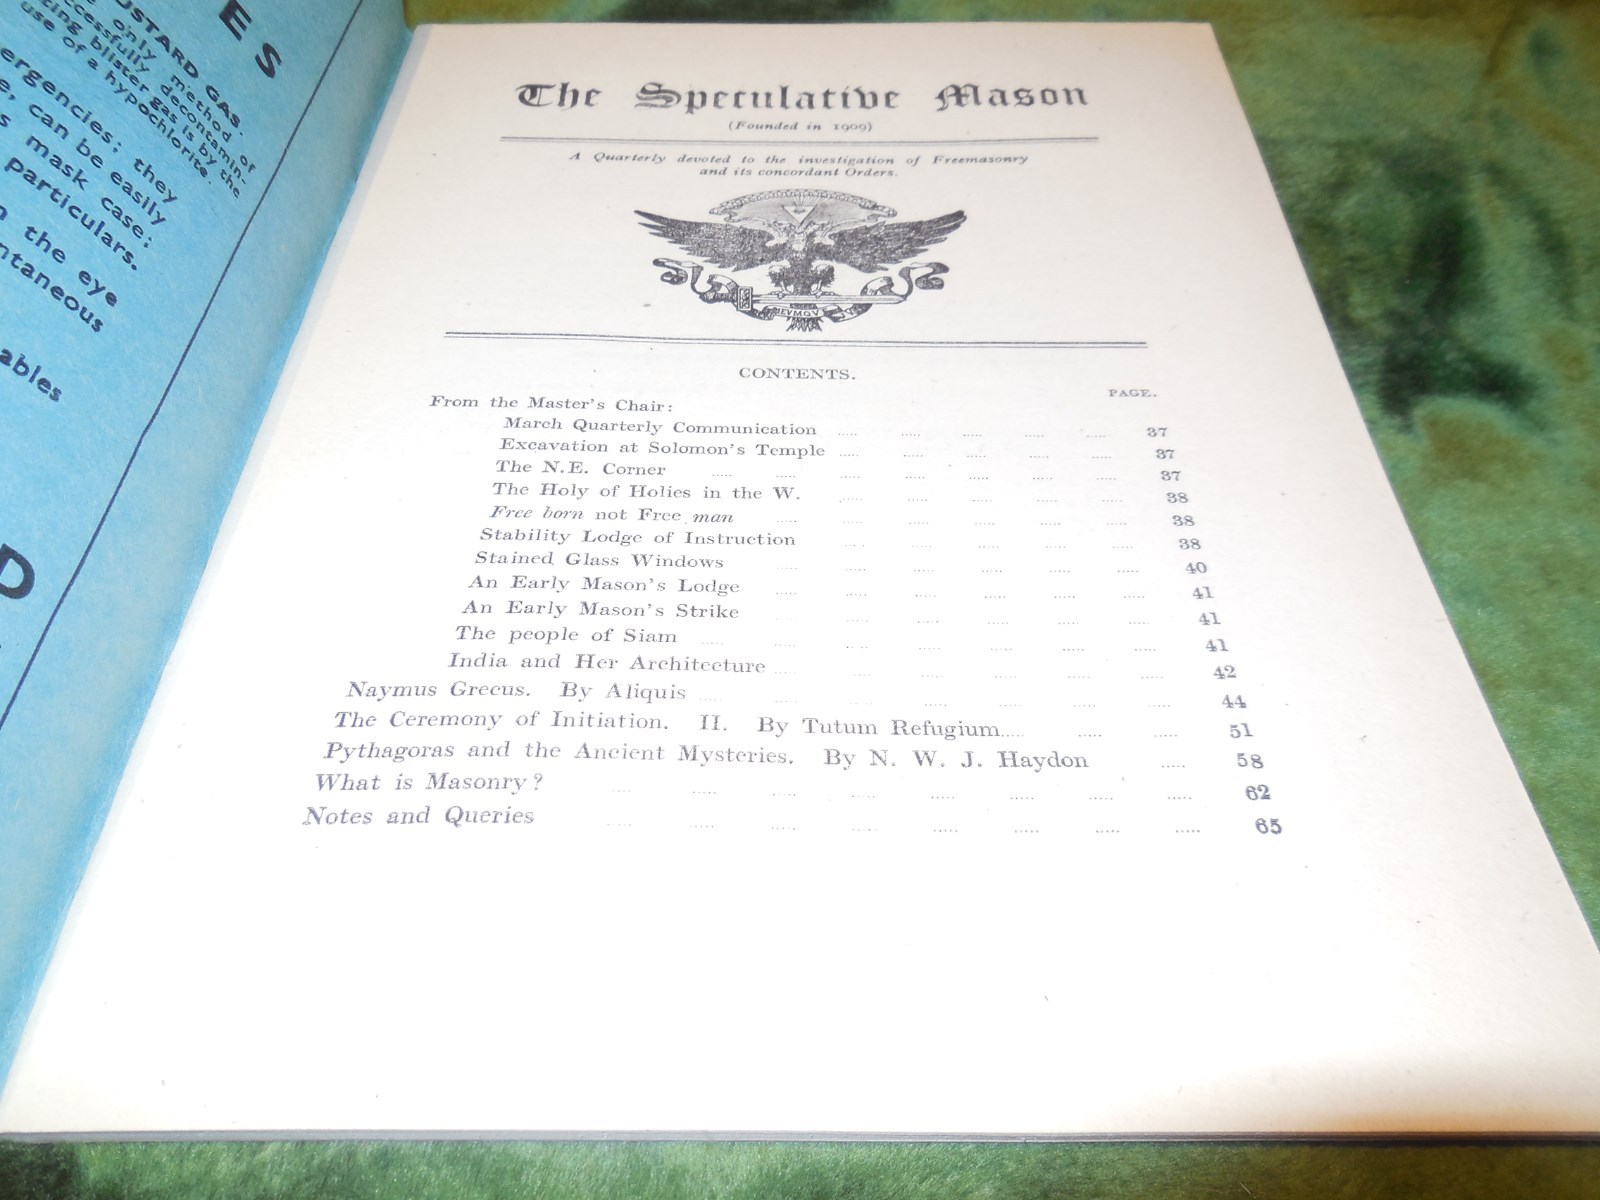 E S
USTARD GAS.
only method of
ccessfully decontamin-
ting blister gas is by the
use of a hypochlorite.
ergencies; they
e, can be easily
s mask case;
particulars.
the eye
ntaneous
ables
D
The Speculative Mason
(Founded in 1909)
A Quarterly devoted to the investigation of Freemasonry
and its concordant Orders.
CONTENTS.
PAGE.
From the Master's Chair:
March Quarterly Communication ..... ..... ..... ..... ..... 37
Excavation at Solomon's Temple ..... ..... ..... ..... ..... 37
The N.E. Corner ..... ..... ..... ..... ..... ..... 37
The Holy of Holies in the W. ..... ..... ..... ..... ..... 38
Free born not Free man ..... ..... ..... ..... ..... ..... 38
Stability Lodge of Instruction ..... ..... ..... ..... ..... 38
Stained Glass Windows ..... ..... ..... ..... ..... ..... 40
An Early Mason's Lodge ..... ..... ..... ..... ..... ..... 41
An Early Mason's Strike ..... ..... ..... ..... ..... ..... 41
The people of Siam ..... ..... ..... ..... ..... ..... ..... 41
India and Her Architecture ..... ..... ..... ..... ..... ..... 42
Naymus Grecus. By Aliquis ..... ..... ..... ..... ..... ..... ..... 44
The Ceremony of Initiation. II. By Tutum Refugium..... ..... ..... 51
Pythagoras and the Ancient Mysteries. By N. W. J. Haydon ..... 58
What is Masonry? ..... ..... ..... ..... ..... ..... ..... ..... 62
Notes and Queries ..... ..... ..... ..... ..... ..... ..... ..... 65